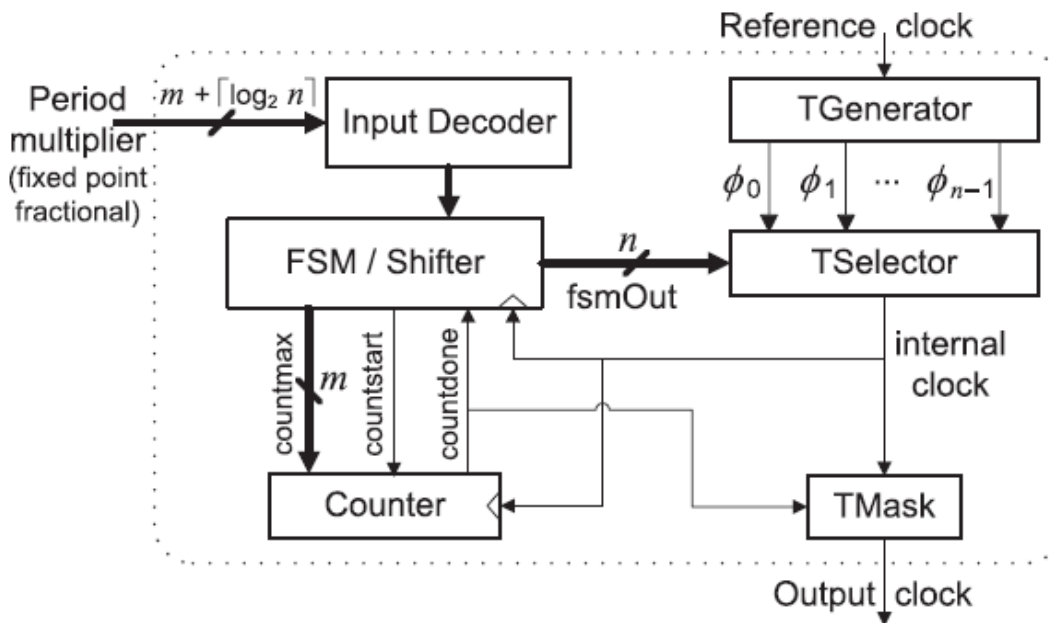 Reference clock
Period
multiplier
(fixed point
fractional)
m + ⌈log₂ n⌉
Input Decoder
TGenerator
ϕ₀ ϕ₁ ... ϕₙ₋₁
FSM / Shifter
n
fsmOut
TSelector
countmax
m
countstart
countdone
internal
clock
Counter
TMask
Output clock